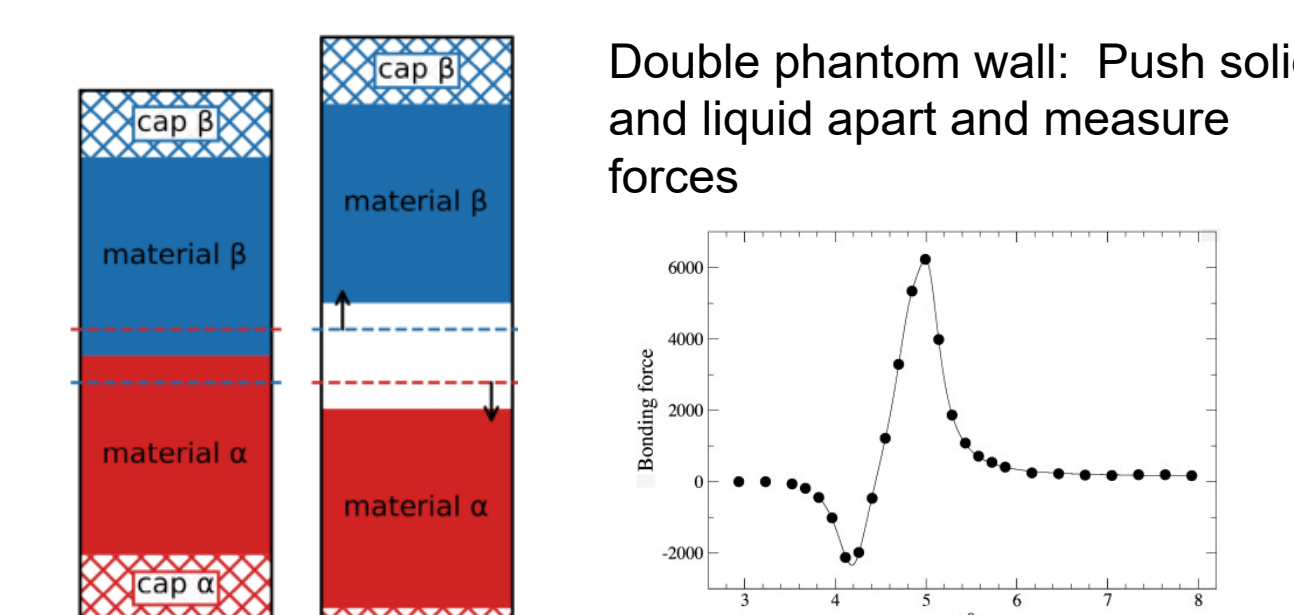 cap β
material β
material α
cap α
cap β
material β
material α
Double phantom wall: Push
and liquid apart and measure
forces
Bonding force
6000
4000
2000
0
-2000
3
4
5
6
7
8